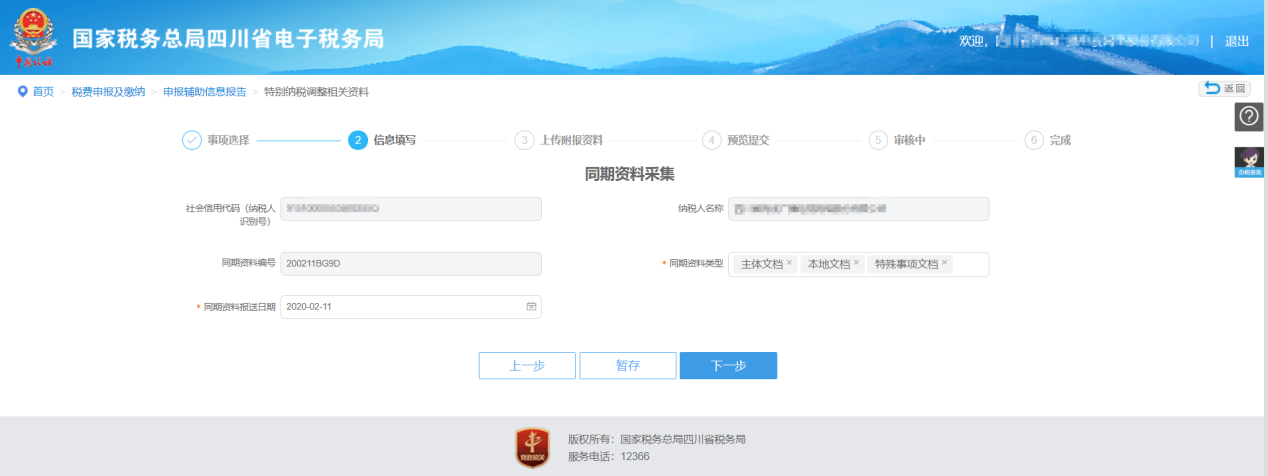 国家税务总局四川省电子税务局
欢迎,
退出
首页 > 税费申报及缴纳 > 申报辅助信息报告 > 特别纳税调整相关资料
返回
事项选择
2 信息填写
3 上传附报资料
4 预览提交
5 审核中
6 完成
同期资料采集
社会信用代码（纳税人
识别号）
纳税人名称
同期资料编号 200211BG9D
* 同期资料类型 主体文档 × 本地文档 × 特殊事项文档 ×
* 同期资料报送日期 2020-02-11
上一步 暂存 下一步
党政机关
版权所有：国家税务总局四川省税务局
服务电话：12366